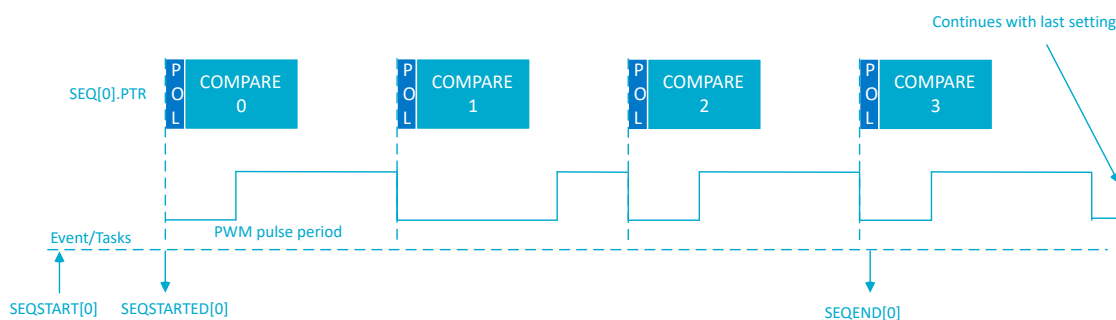 Continues with last setting
SEQ[0].PTR
P
O
L
COMPARE
0
P
O
L
COMPARE
1
P
O
L
COMPARE
2
P
O
L
COMPARE
3
Event/Tasks
PWM pulse period
SEQSTART[0]
SEQSTARTED[0]
SEQEND[0]